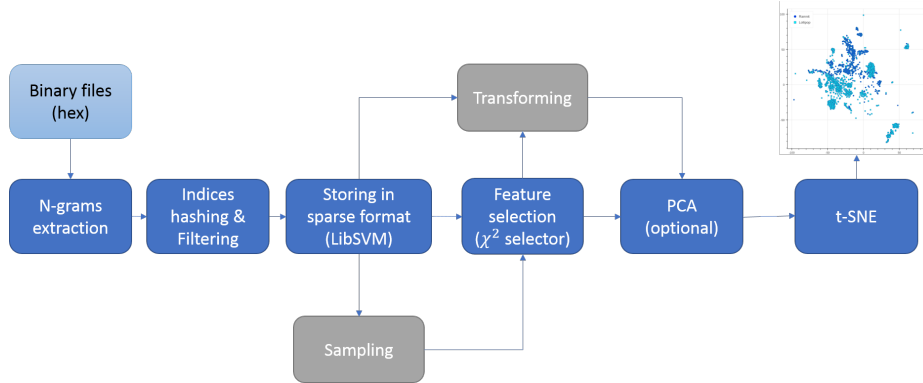 Binary files
(hex)
Transforming
N-grams
extraction
Indices
hashing &
Filtering
Storing in
sparse format
(LibSVM)
Feature
selection
(χ² selector)
PCA
(optional)
t-SNE
Sampling